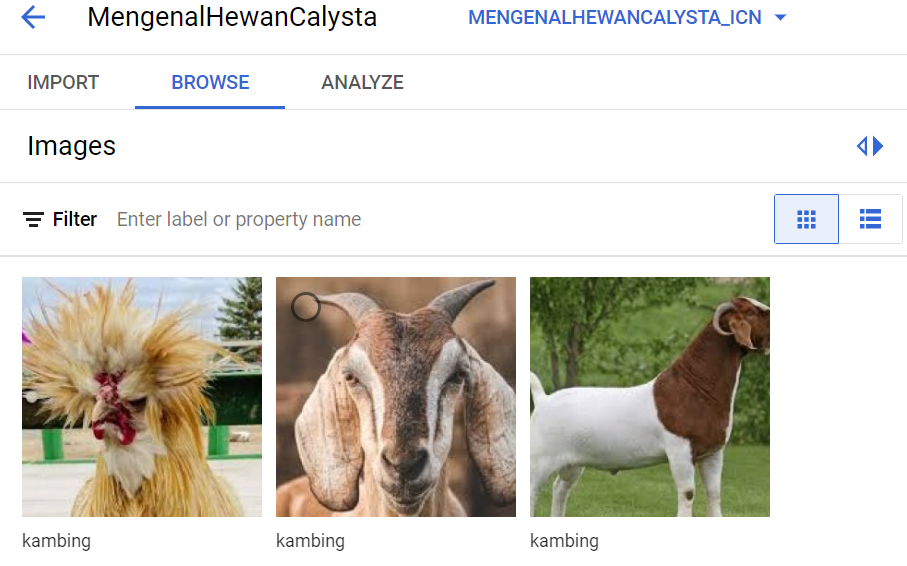 MengenalHewanCalysta
MENGENALHEWANCALYSTA_ICN
IMPORT
BROWSE
ANALYZE
Images
Filter
Enter label or property name
kambing
kambing
kambing